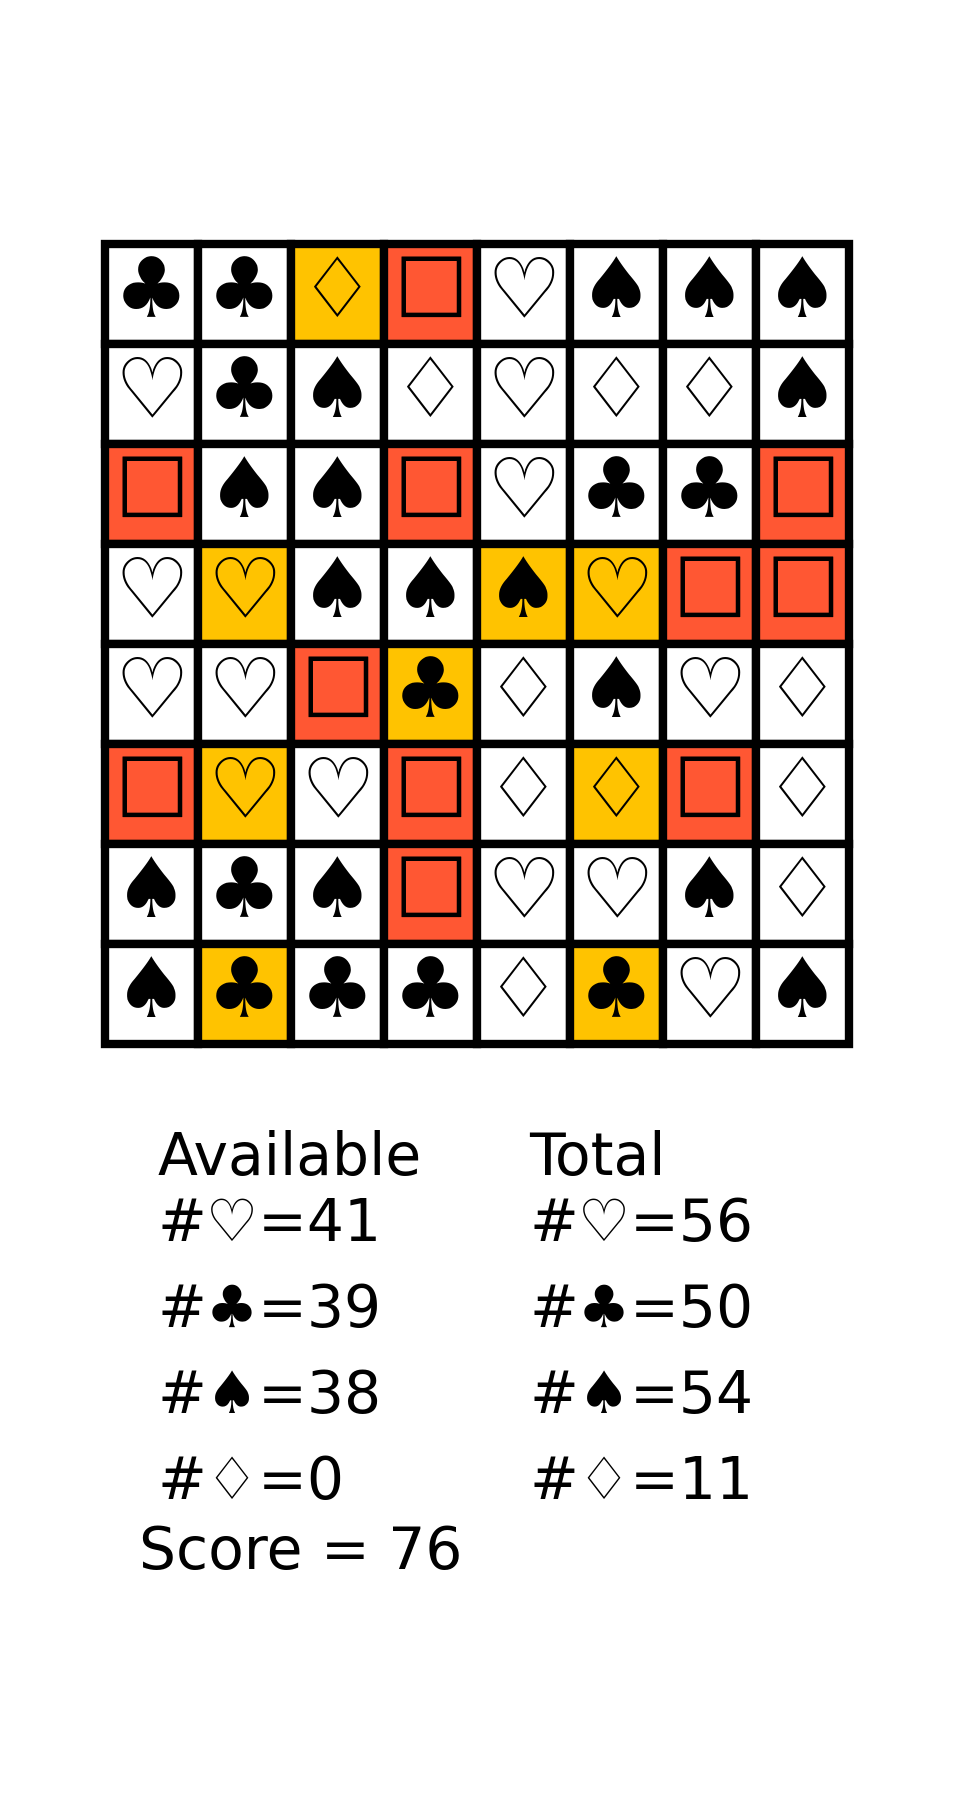 ♣ ♣ ♢ □ ♡ ♠ ♠ ♠
♡ ♣ ♠ ♢ ♡ ♢ ♢ ♠
□ ♠ ♠ □ ♡ ♣ ♣ □
♡ ♡ ♠ ♠ ♠ ♡ □ □
♡ ♡ □ ♣ ♢ ♠ ♡ ♢
□ ♡ ♡ □ ♢ ♢ □ ♢
♠ ♣ ♠ □ ♡ ♡ ♠ ♢
♠ ♣ ♣ ♣ ♢ ♣ ♡ ♠
Available Total
#♡=41 #♡=56
#♣=39 #♣=50
#♠=38 #♠=54
#♢=0 #♢=11
Score = 76